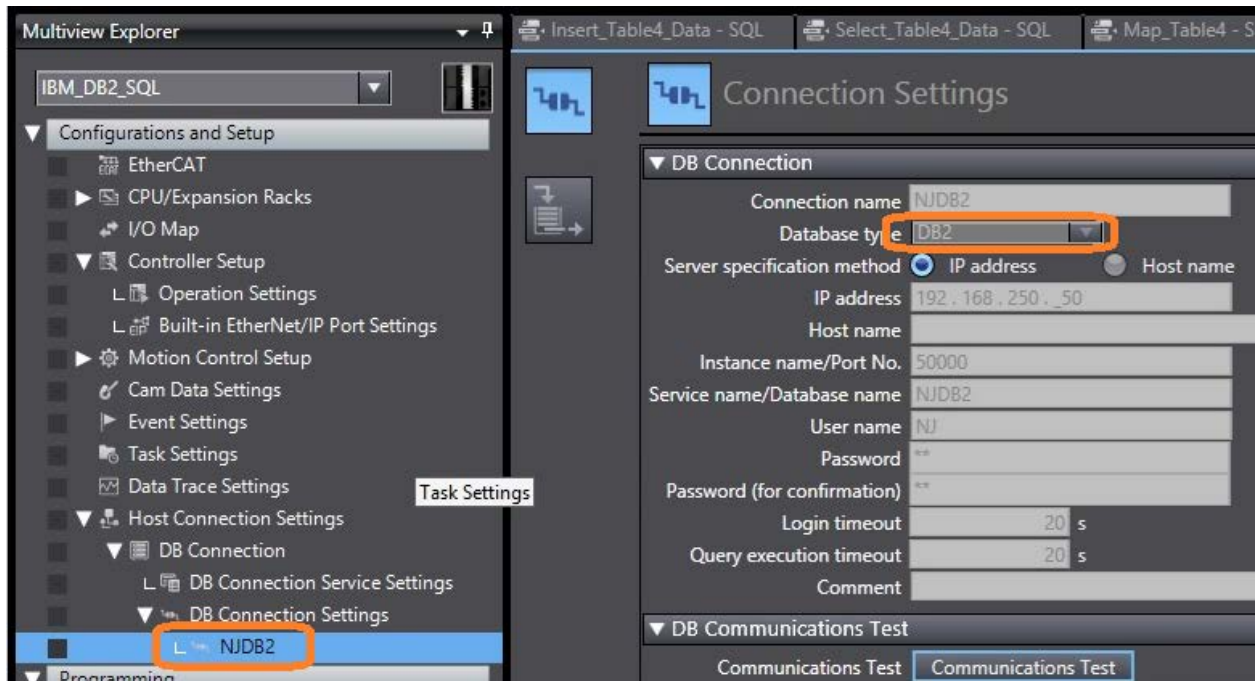 Multiview Explorer
IBM_DB2_SQL
Configurations and Setup
EtherCAT
CPU/Expansion Racks
I/O Map
Controller Setup
Operation Settings
Built-in EtherNet/IP Port Settings
Motion Control Setup
Cam Data Settings
Event Settings
Task Settings
Data Trace Settings
Task Settings
Host Connection Settings
DB Connection
DB Connection Service Settings
DB Connection Settings
NJDB2
Programming
Insert_Table4_Data - SQL Select_Table4_Data - SQL Map_Table4 - S
Connection Settings
DB Connection
Connection name NJDB2
Database type DB2
Server specification method IP address Host name
IP address 192 . 168 . 250 . _50
Host name
Instance name/Port No. 50000
Service name/Database name NJDB2
User name NJ
Password **
Password (for confirmation) **
Login timeout 20 s
Query execution timeout 20 s
Comment
DB Communications Test
Communications Test Communications Test